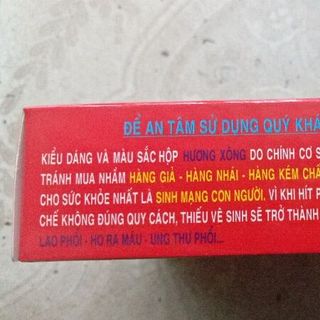 ĐỂ AN TÂM SỬ DỤNG QUÝ
KIỂU DÁNG VÀ MÀU SẮC HỘP HƯƠNG XÔNG DO CHÍNH CƠ
TRÁNH MUA NHẦM HÀNG GIẢ - HÀNG NHÁI - HÀNG KÉM
CHO SỨC KHỎE NHẤT LÀ SINH MẠNG CON NGƯỜI. VÌ KHI HÍT
CHẾ KHÔNG ĐÚNG QUY CÁCH, THIẾU VỆ SINH SẼ TRỞ THÀNH
LAO PHỔI - HO RA MÁU - UNG THƯ PHỔI...